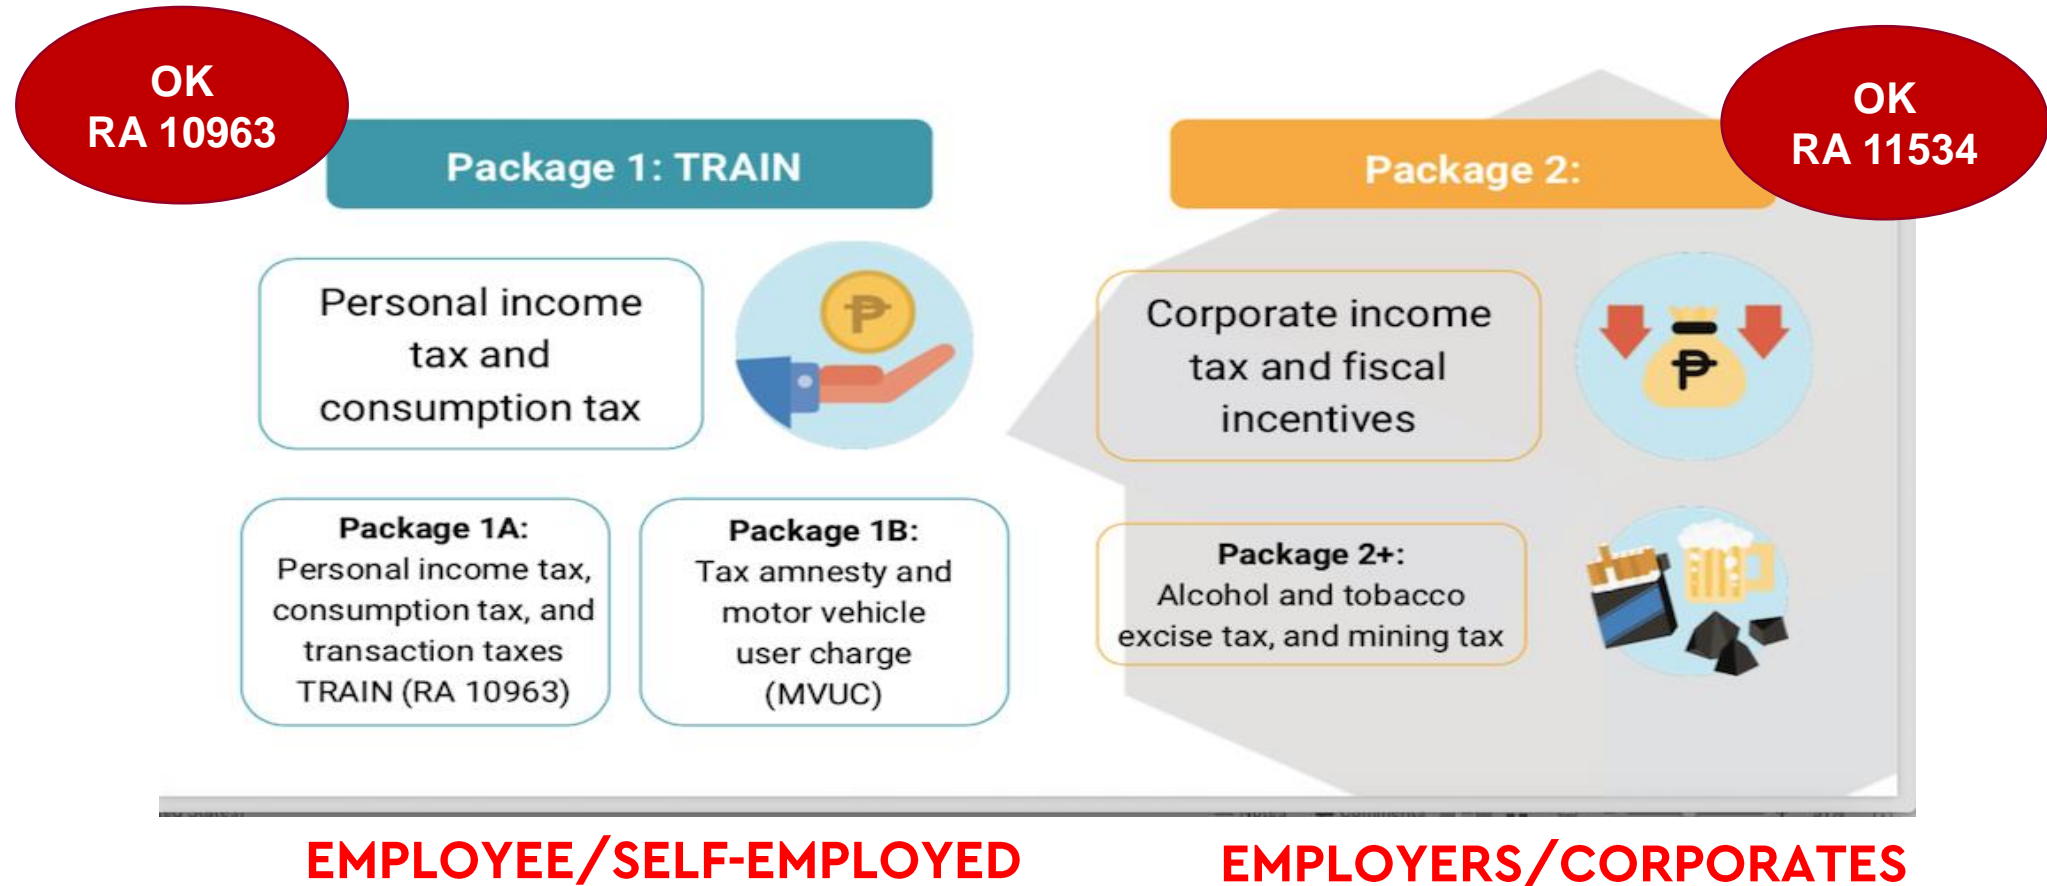 OK
RA 10963
OK
RA 11534
Package 1: TRAIN
Package 2:
Personal income
tax and
consumption tax
Corporate income
tax and fiscal
incentives
Package 1A:
Personal income tax,
consumption tax, and
transaction taxes
TRAIN (RA 10963)
Package 1B:
Tax amnesty and
motor vehicle
user charge
(MVUC)
Package 2+:
Alcohol and tobacco
excise tax, and mining tax
EMPLOYEE/SELF-EMPLOYED
EMPLOYERS/CORPORATES